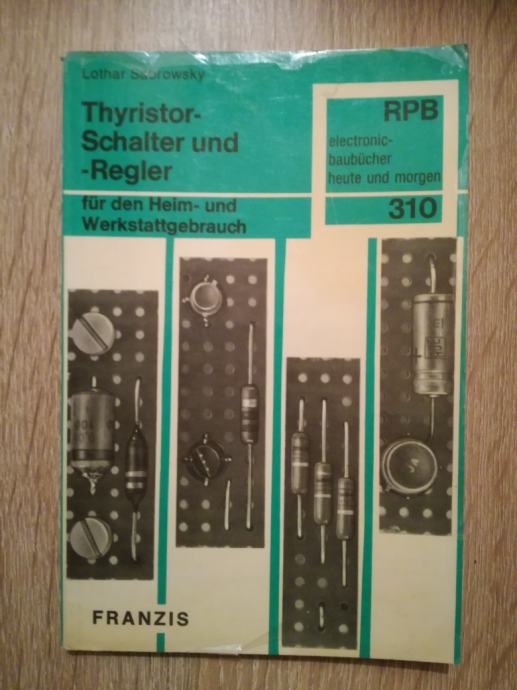 Lothar Sabrowsky
Thyristor-
Schalter und
-Regler
für den Heim- und
Werkstattgebrauch
RPB
electronic-
baubücher
heute und morgen
310
FRANZIS